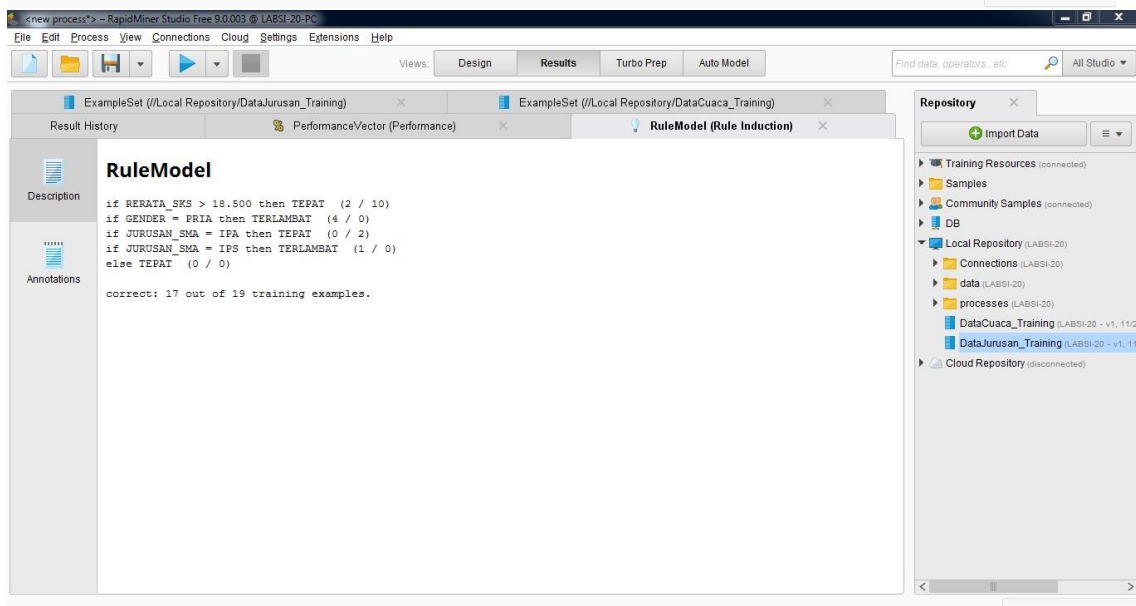 <new process*> – RapidMiner Studio Free 9.0.003 @ LABSI-20-PC
File Edit Process View Connections Cloud Settings Extensions Help
Views: Design Results Turbo Prep Auto Model
Find data, operators...etc All Studio
ExampleSet (//Local Repository/DataJurusan_Training) ExampleSet (//Local Repository/DataCuaca_Training)
Result History PerformanceVector (Performance) RuleModel (Rule Induction)
Description
Annotations
RuleModel
if RERATA_SKS > 18.500 then TEPAT (2 / 10)
if GENDER = PRIA then TERLAMBAT (4 / 0)
if JURUSAN_SMA = IPA then TEPAT (0 / 2)
if JURUSAN_SMA = IPS then TERLAMBAT (1 / 0)
else TEPAT (0 / 0)
correct: 17 out of 19 training examples.
Repository
Import Data
Training Resources (connected)
Samples
Community Samples (connected)
DB
Local Repository (LABSI-20)
Connections (LABSI-20)
data (LABSI-20)
processes (LABSI-20)
DataCuaca_Training (LABSI-20 - v1, 11/2
DataJurusan_Training (LABSI-20 - v1, 11
Cloud Repository (disconnected)